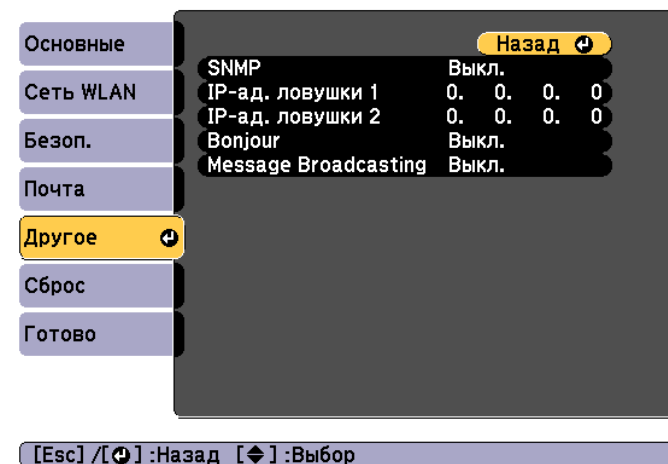 Основные
Сеть WLAN
Безоп.
Почта
Другое
Сброс
Готово
Назад
SNMP Выкл.
IP-ад. ловушки 1 0. 0. 0. 0
IP-ад. ловушки 2 0. 0. 0. 0
Bonjour Выкл.
Message Broadcasting Выкл.
[Esc] /[ ] :Назад [ ] :Выбор